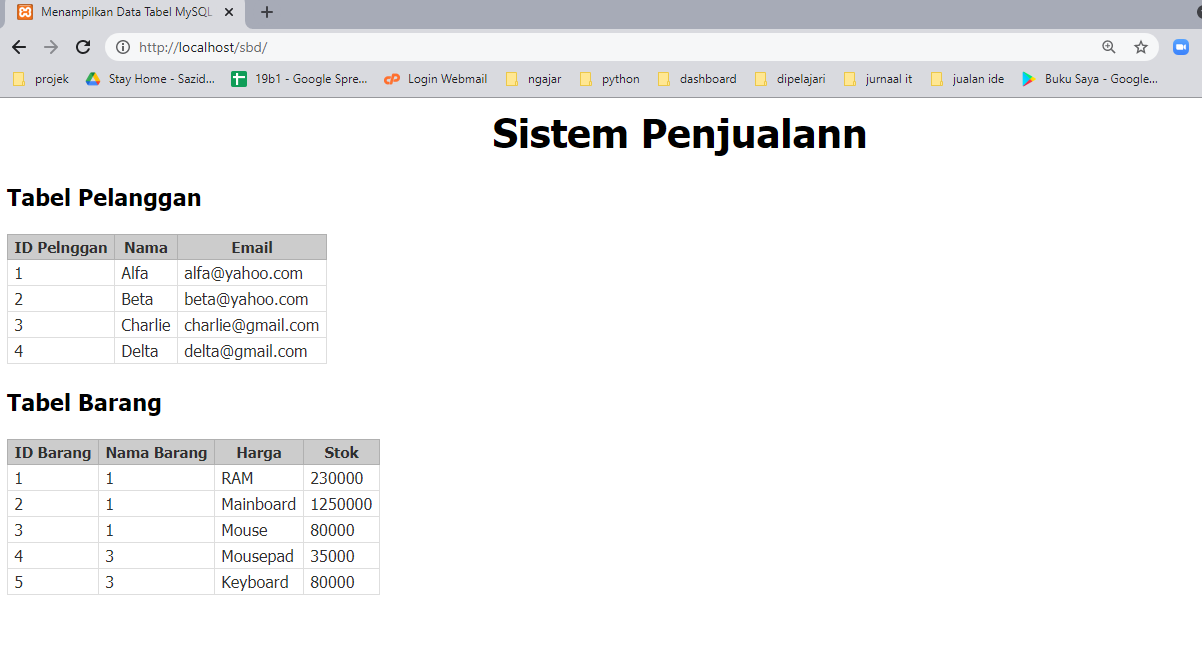 Menampilkan Data Tabel MySQL
http://localhost/sbd/
projek Stay Home - Sazid... 19b1 - Google Spre... Login Webmail ngajar python dashboard dipelajari jurnaal it jualan ide Buku Saya - Google...
Sistem Penjualann
Tabel Pelanggan
ID Pelnggan Nama Email
1 Alfa alfa@yahoo.com
2 Beta beta@yahoo.com
3 Charlie charlie@gmail.com
4 Delta delta@gmail.com
Tabel Barang
ID Barang Nama Barang Harga Stok
1 1 RAM 230000
2 1 Mainboard 1250000
3 1 Mouse 80000
4 3 Mousepad 35000
5 3 Keyboard 80000